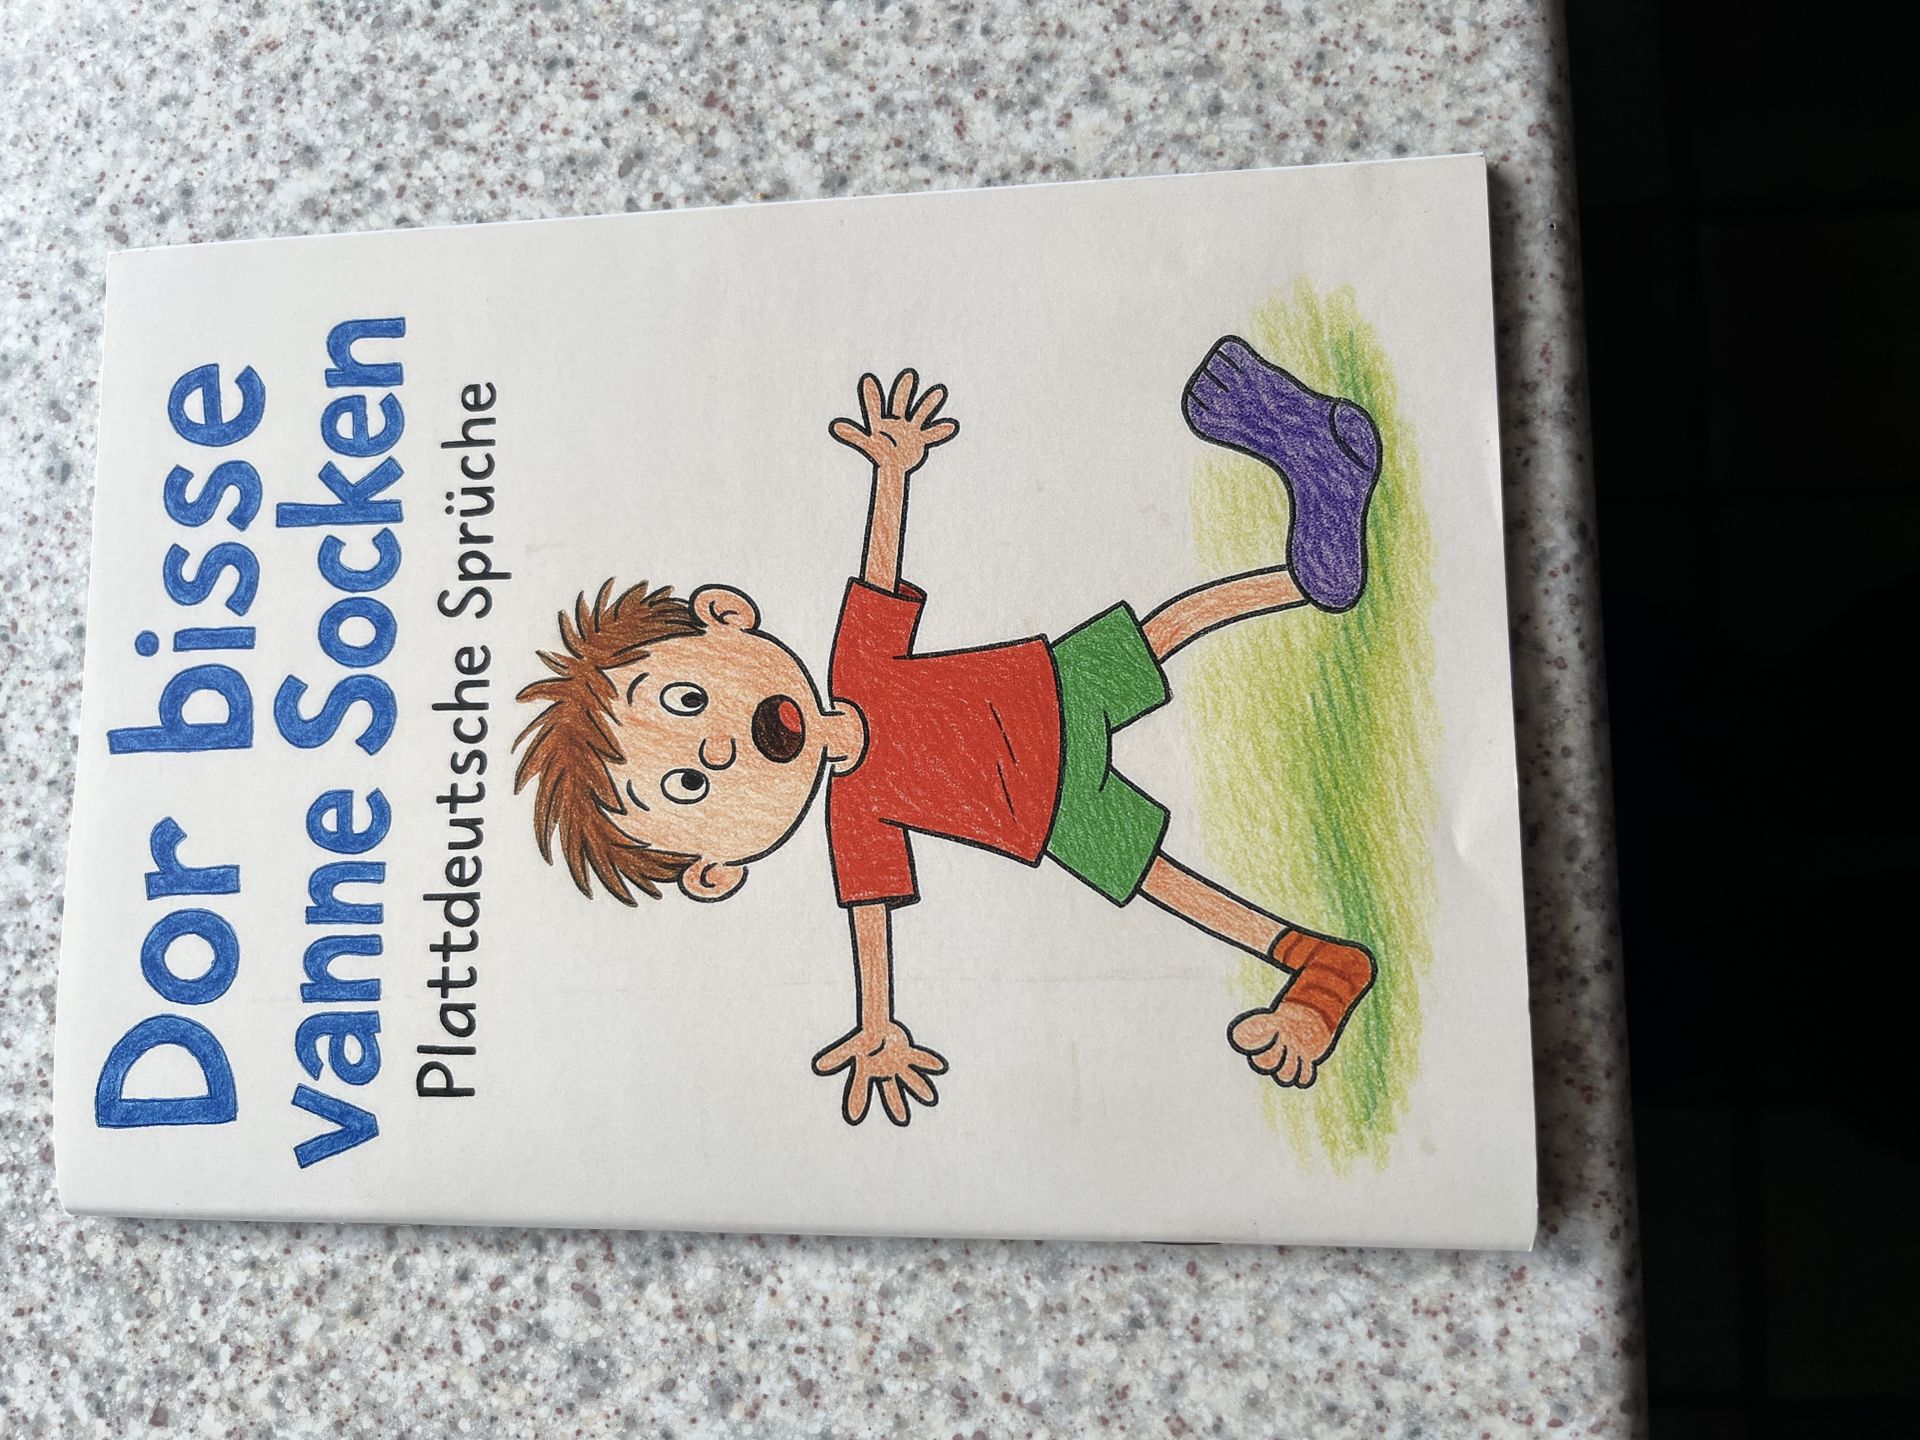 Dor bisse
vanne Socken
Plattdeutsche Sprüche